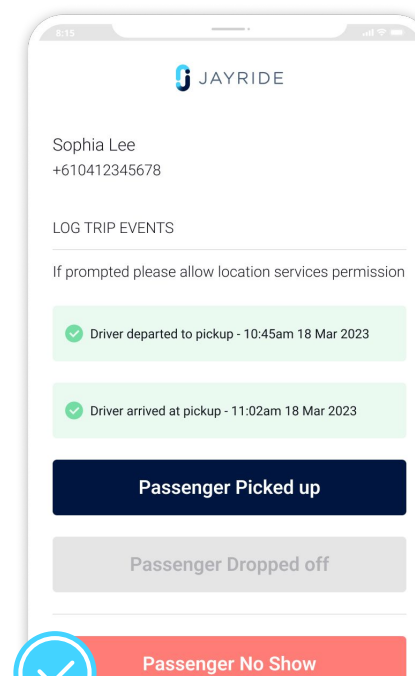 8:15
JAYRIDE
Sophia Lee
+610412345678
LOG TRIP EVENTS
If prompted please allow location services permission
Driver departed to pickup - 10:45am 18 Mar 2023
Driver arrived at pickup - 11:02am 18 Mar 2023
Passenger Picked up
Passenger Dropped off
Passenger No Show